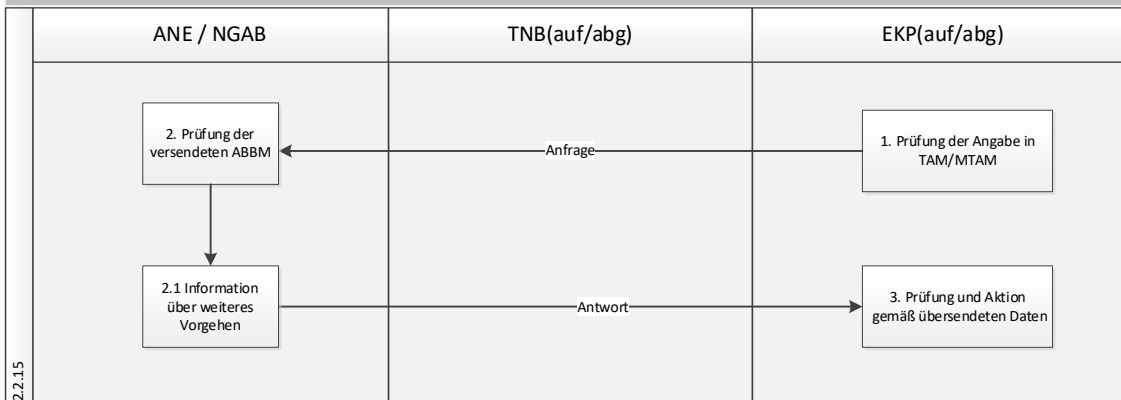 ANE / NGAB
TNB(auf/abg)
EKP(auf/abg)
2. Prüfung der
versendeten ABBM
Anfrage
1. Prüfung der Angabe in
TAM/MTAM
2.1 Information
über weiteres
Vorgehen
Antwort
3. Prüfung und Aktion
gemäß übersendeten Daten
2.2.15